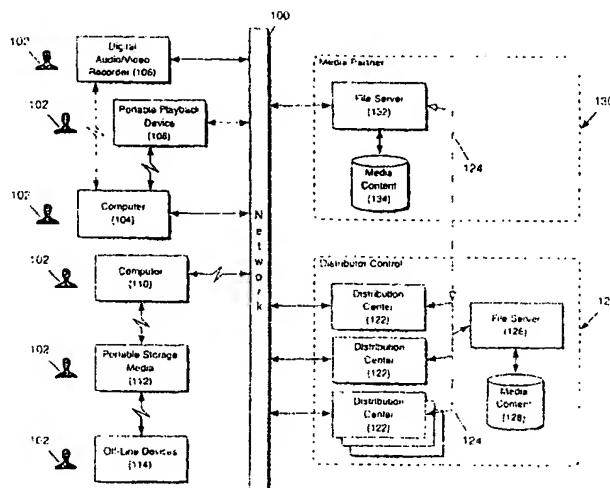 100
102
Digital
Audio/Video
Recorder (106)
102
Portable Playback
Device
(108)
102
Computer
(104)
102
Computer
(110)
102
Portable Storage
Media
(112)
102
Off-Line Devices
(114)
Network
Media Partner
File Server
(132)
Media
Content
(134)
130
124
Distributor Control
Distribution
Center
(122)
Distribution
Center
(122)
Distribution
Center
(122)
File Server
(126)
Media
Content
(128)
124